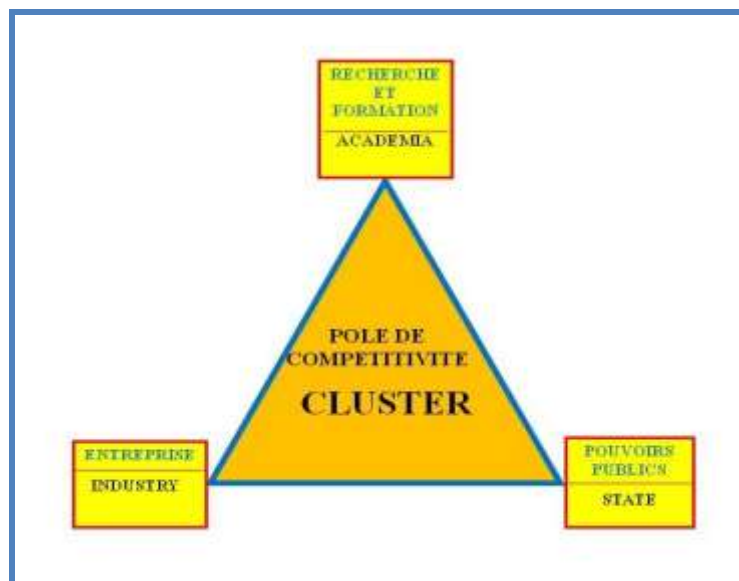 RECHERCHE
ET
FORMATION
ACADEMIA
POLE DE
COMPETITIVITE
CLUSTER
ENTREPRISE
INDUSTRY
POUVOIRS
PUBLICS
STATE